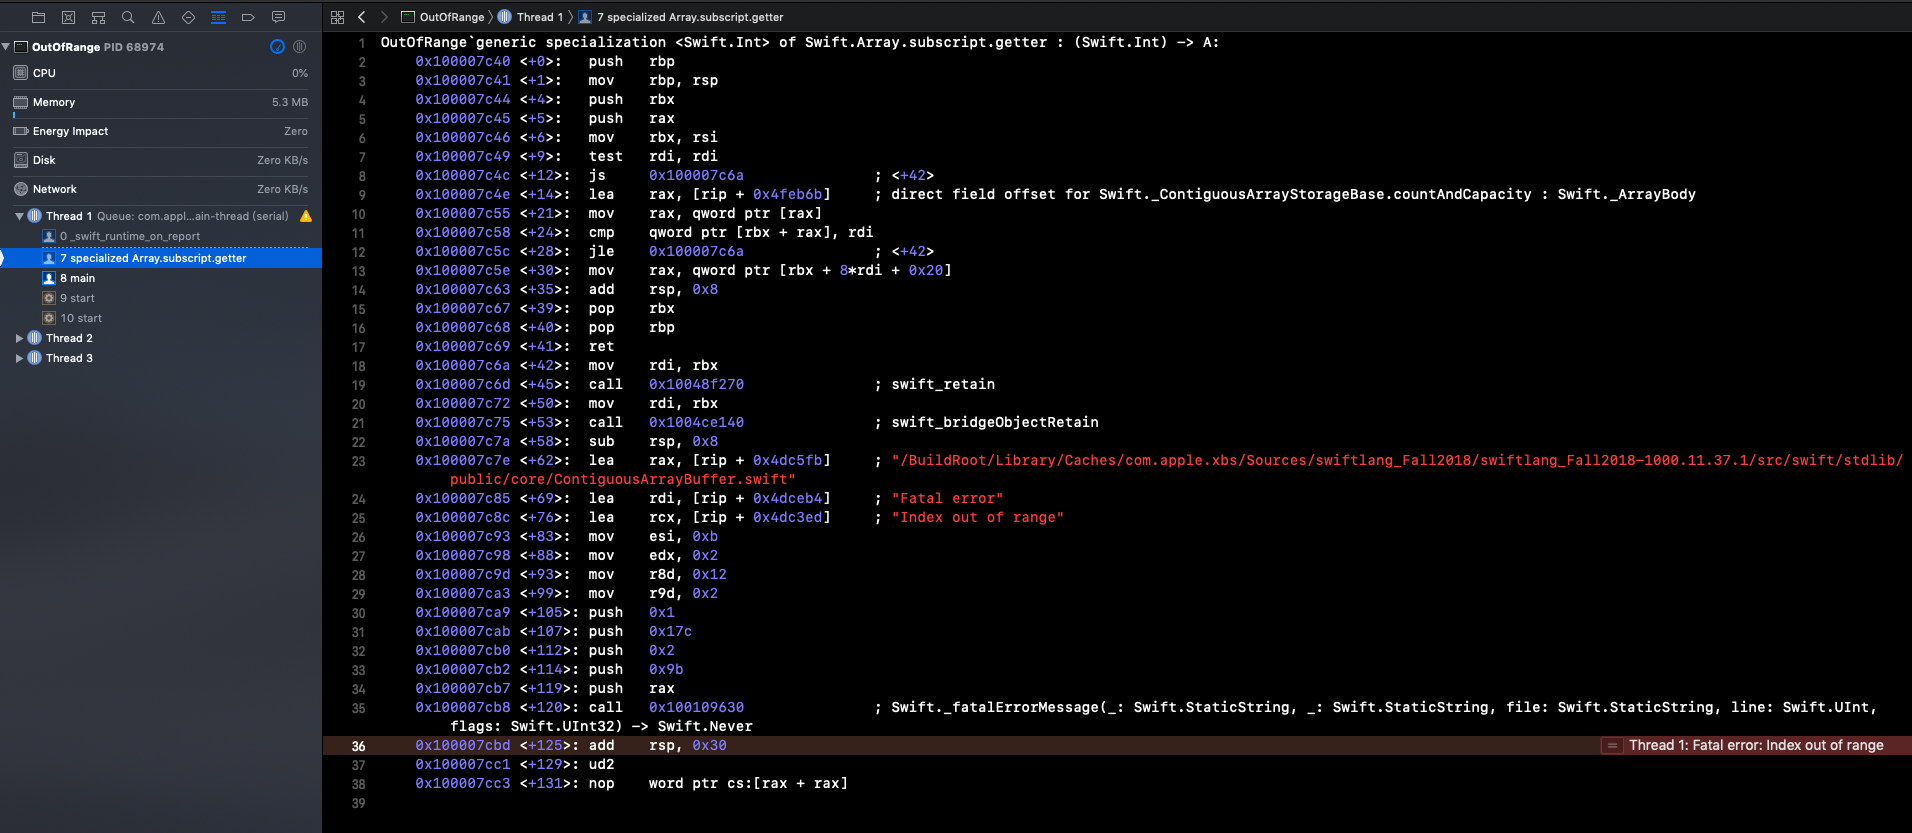 OutOfRange 〉 Thread 1 〉 7 specialized Array.subscript.getter
OutOfRange PID 68974
CPU 0%
Memory 5.3 MB
Energy Impact Zero
Disk Zero KB/s
Network Zero KB/s
Thread 1 Queue: com.appl...ain-thread (serial)
0 _swift_runtime_on_report
7 specialized Array.subscript.getter
8 main
9 start
10 start
Thread 2
Thread 3
1 OutOfRange`generic specialization <Swift.Int> of Swift.Array.subscript.getter : (Swift.Int) -> A:
2 0x100007c40 <+0>: push rbp
3 0x100007c41 <+1>: mov rbp, rsp
4 0x100007c44 <+4>: push rbx
5 0x100007c45 <+5>: push rax
6 0x100007c46 <+6>: mov rbx, rsi
7 0x100007c49 <+9>: test rdi, rdi
8 0x100007c4c <+12>: js 0x100007c6a ; <+42>
9 0x100007c4e <+14>: lea rax, [rip + 0x4feb6b] ; direct field offset for Swift._ContiguousArrayStorageBase.countAndCapacity : Swift._ArrayBody
10 0x100007c55 <+21>: mov rax, qword ptr [rax]
11 0x100007c58 <+24>: cmp qword ptr [rbx + rax], rdi
12 0x100007c5c <+28>: jle 0x100007c6a ; <+42>
13 0x100007c5e <+30>: mov rax, qword ptr [rbx + 8*rdi + 0x20]
14 0x100007c63 <+35>: add rsp, 0x8
15 0x100007c67 <+39>: pop rbx
16 0x100007c68 <+40>: pop rbp
17 0x100007c69 <+41>: ret
18 0x100007c6a <+42>: mov rdi, rbx
19 0x100007c6d <+45>: call 0x10048f270 ; swift_retain
20 0x100007c72 <+50>: mov rdi, rbx
21 0x100007c75 <+53>: call 0x1004ce140 ; swift_bridgeObjectRetain
22 0x100007c7a <+58>: sub rsp, 0x8
23 0x100007c7e <+62>: lea rax, [rip + 0x4dc5fb] ; "/BuildRoot/Library/Caches/com.apple.xbs/Sources/swiftlang_Fall2018/swiftlang_Fall2018-1000.11.37.1/src/swift/stdlib/
public/core/ContiguousArrayBuffer.swift"
24 0x100007c85 <+69>: lea rdi, [rip + 0x4dceb4] ; "Fatal error"
25 0x100007c8c <+76>: lea rcx, [rip + 0x4dc3ed] ; "Index out of range"
26 0x100007c93 <+83>: mov esi, 0xb
27 0x100007c98 <+88>: mov edx, 0x2
28 0x100007c9d <+93>: mov r8d, 0x12
29 0x100007ca3 <+99>: mov r9d, 0x2
30 0x100007ca9 <+105>: push 0x1
31 0x100007cab <+107>: push 0x17c
32 0x100007cb0 <+112>: push 0x2
33 0x100007cb2 <+114>: push 0x9b
34 0x100007cb7 <+119>: push rax
35 0x100007cb8 <+120>: call 0x100109630 ; Swift._fatalErrorMessage(_: Swift.StaticString, _: Swift.StaticString, file: Swift.StaticString, line: Swift.UInt,
flags: Swift.UInt32) -> Swift.Never
36 0x100007cbd <+125>: add rsp, 0x30 = Thread 1: Fatal error: Index out of range
37 0x100007cc1 <+129>: ud2
38 0x100007cc3 <+131>: nop word ptr cs:[rax + rax]
39